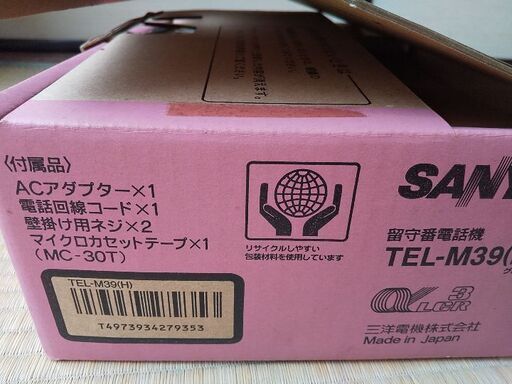 〈付属品〉
ACアダプター×1
電話回線コード×1
壁掛け用ネジ×2
マイクロカセットテープ×1
(MC-30T)
TEL-M39(H)
T4973934279353
リサイクルしやすい
包装材料を使用しています
SANY
留守番電話機
TEL-M39(
αLCR3
三洋電機株式会社
Made in Japan